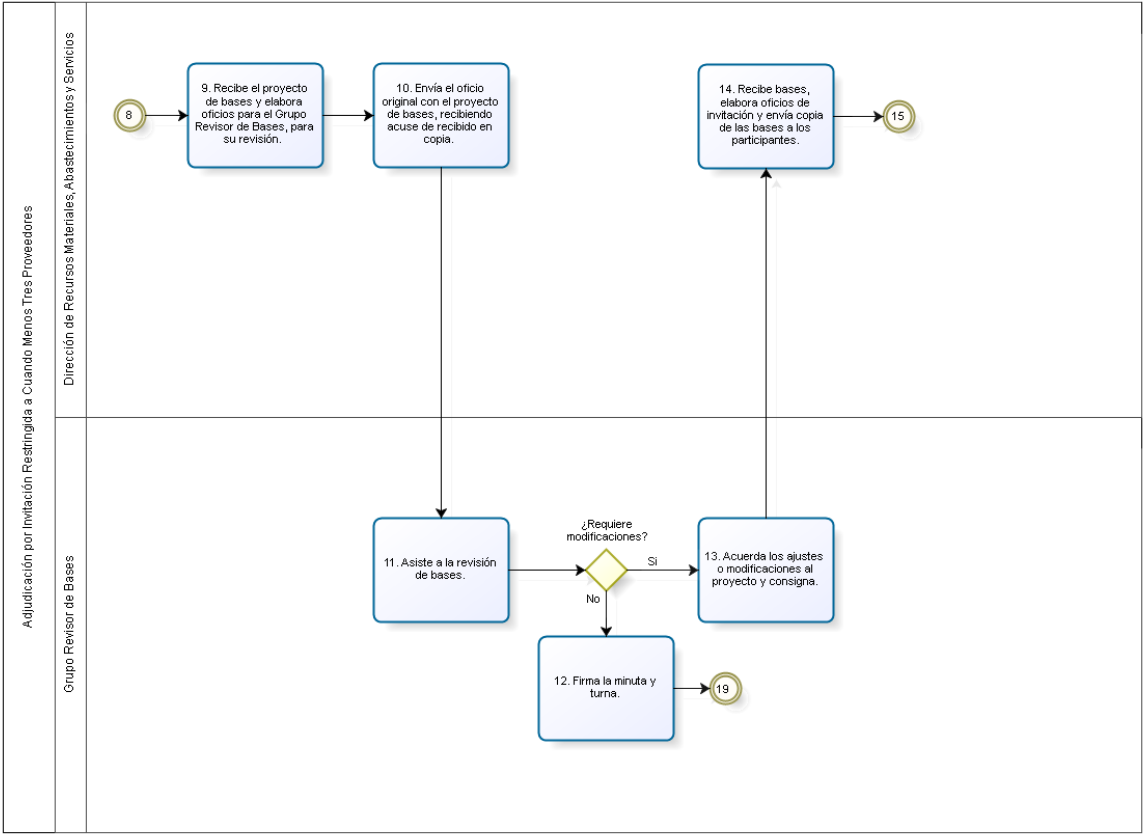 Adjudicación por Invitación Restringida a Cuando Menos Tres Proveedores
Dirección de Recursos Materiales, Abastecimientos y Servicios
8
9. Recibe el proyecto
de bases y elabora
oficios para el Grupo
Revisor de Bases, para
su revisión.
10. Envía el oficio
original con el proyecto
de bases, recibiendo
acuse de recibido en
copia.
14. Recibe bases,
elabora oficios de
invitación y envía copia
de las bases a los
participantes.
15
Grupo Revisor de Bases
11. Asiste a la revisión
de bases.
¿Requiere
modificaciones?
Si
No
13. Acuerda los ajustes
o modificaciones al
proyecto y consigna.
12. Firma la minuta y
turna.
19